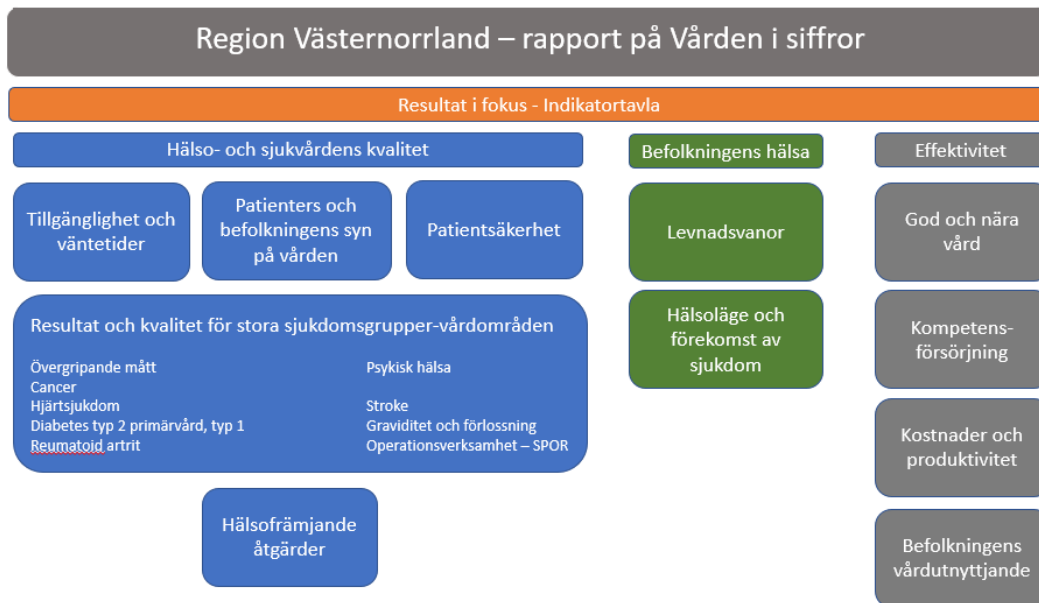 Region Västernorrland – rapport på Vården i siffror
Resultat i fokus - Indikatortavla
Hälso- och sjukvårdens kvalitet
Tillgänglighet och
väntetider
Patienters och
befolkningens syn
på vården
Patientsäkerhet
Resultat och kvalitet för stora sjukdomsgrupper-vårdområden
Övergripande mått
Cancer
Hjärtsjukdom
Diabetes typ 2 primärvård, typ 1
Reumatoid artrit
Psykisk hälsa
Stroke
Graviditet och förlossning
Operationsverksamhet – SPOR
Hälsofrämjande
åtgärder
Befolkningens hälsa
Levnadsvanor
Hälsoläge och
förekomst av
sjukdom
Effektivitet
God och nära
vård
Kompetens-
försörjning
Kostnader och
produktivitet
Befolkningens
vårdutnyttjande